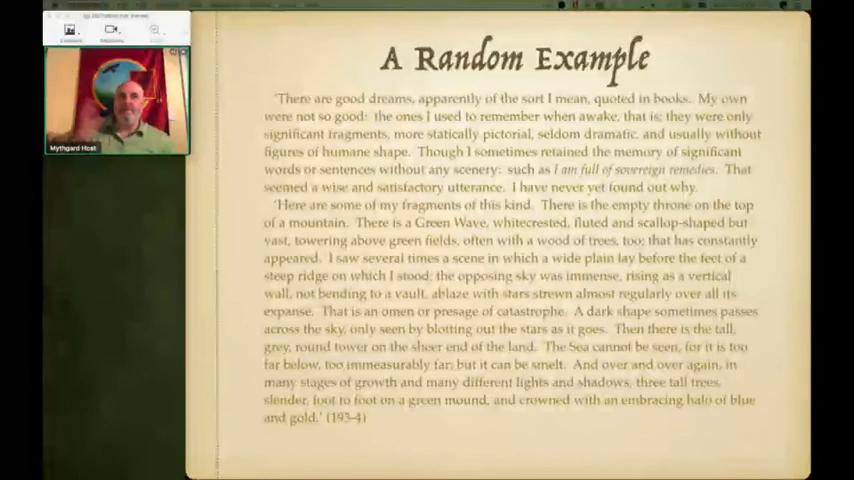 A Random Example
'There are good dreams, apparently of the sort I mean, quoted in books. My own
were not so good: the ones I used to remember when awake, that is; they were only
significant fragments, more statically pictorial, seldom dramatic, and usually without
figures of humane shape. Though I sometimes retained the memory of significant
words or sentences without any scenery: such as I am full of sovereign remedies. That
seemed a wise and satisfactory utterance. I have never yet found out why.
'Here are some of my fragments of this kind. There is the empty throne on the top
of a mountain. There is a Green Wave, whitecrested, fluted and scallop-shaped but
vast, towering above green fields, often with a wood of trees, too; that has constantly
appeared. I saw several times a scene in which a wide plain lay before the feet of a
steep ridge on which I stood; the opposing sky was immense, rising as a vertical
wall, not bending to a vault, ablaze with stars strewn almost regularly over all its
expanse. That is an omen or presage of catastrophe. A dark shape sometimes passes
across the sky, only seen by blotting out the stars as it goes. Then there is the tall,
grey, round tower on the sheer end of the land. The Sea cannot be seen, for it is too
far below, too immeasurably far; but it can be smelt. And over and over again, in
many stages of growth and many different lights and shadows, three tall trees,
slender, foot to foot on a green mound, and crowned with an embracing halo of blue
and gold.' (193-4)
Mythgard Host